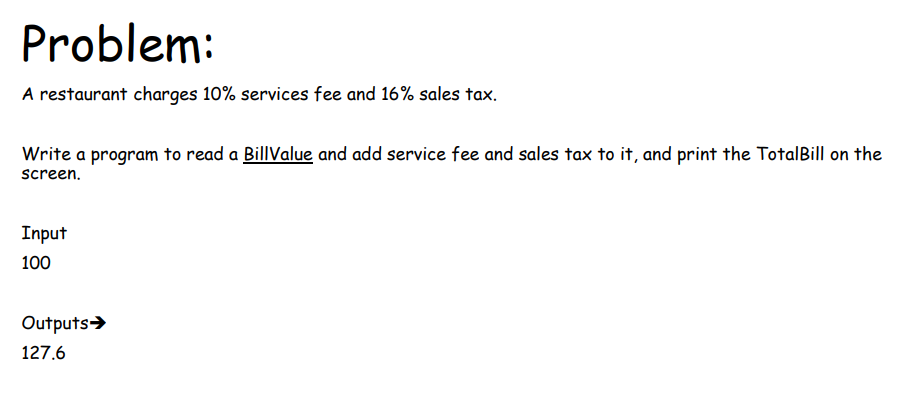 Problem:
A restaurant charges 10% services fee and 16% sales tax.
Write a program to read a BillValue and add service fee and sales tax to it, and print the TotalBill on the
screen.
Input
100
Outputs➔
127.6